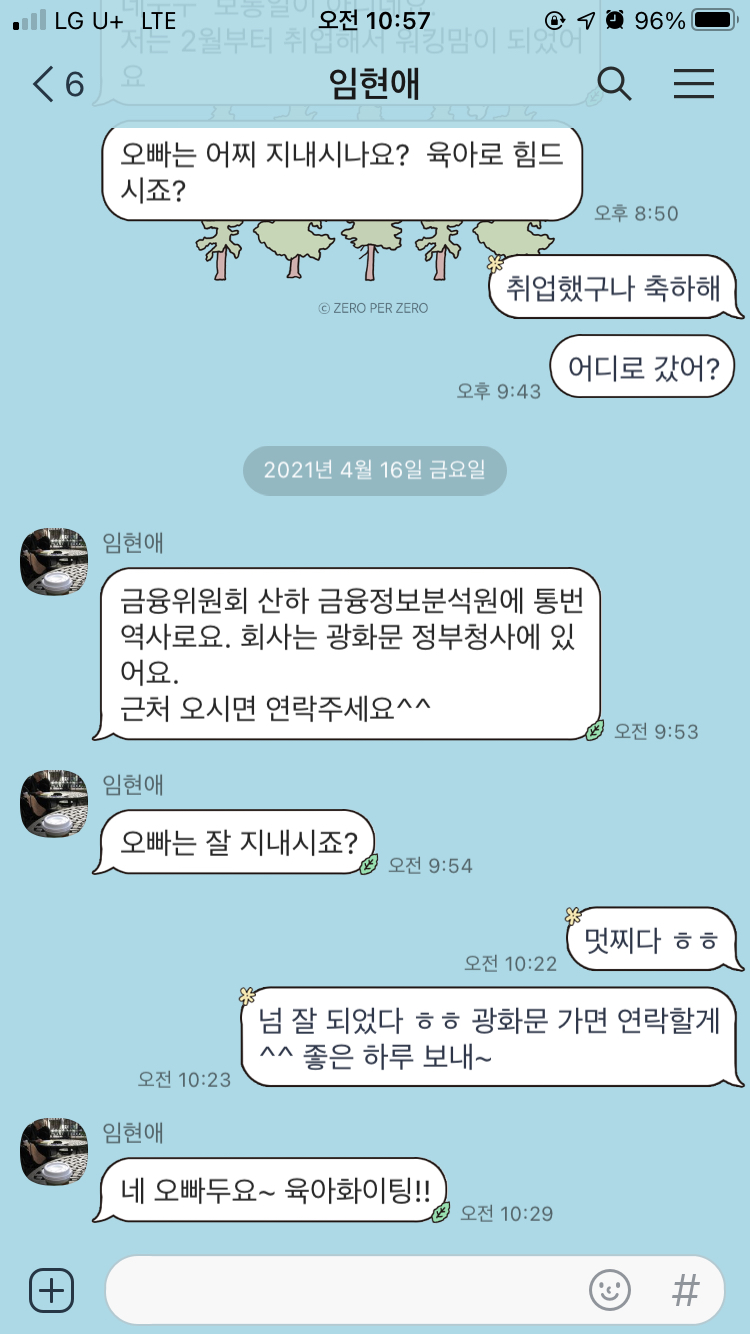 LG U+ LTE 오전 10:57 96%
저는 2월부터 취업해서 워킹맘이 되었어
요
6 임현애
오빠는 어찌 지내시나요? 육아로 힘드
시죠?
오후 8:50
© ZERO PER ZERO
취업했구나 축하해
어디로 갔어?
오후 9:43
2021년 4월 16일 금요일
임현애
금융위원회 산하 금융정보분석원에 통번
역사로요. 회사는 광화문 정부청사에 있
어요.
근처 오시면 연락주세요^^
오전 9:53
임현애
오빠는 잘 지내시죠?
오전 9:54
멋찌다 ㅎㅎ
오전 10:22
넘 잘 되었다 ㅎㅎ 광화문 가면 연락할게
^^ 좋은 하루 보내~
오전 10:23
임현애
네 오빠두요~ 육아화이팅!!
오전 10:29
#